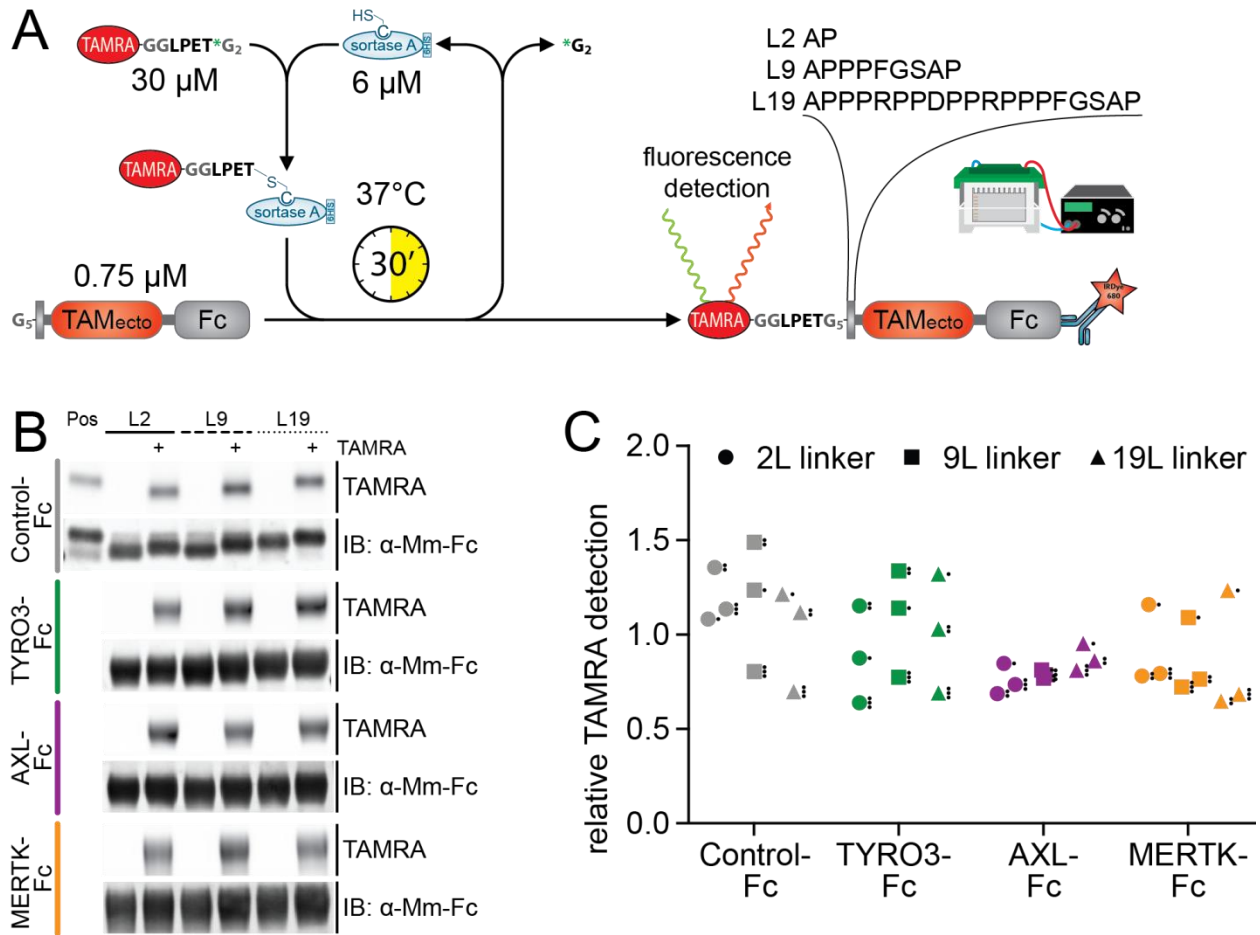 A
TAMRA-GGLPET*G₂
30 µM
HS
C
sortase A
6HIS
6 µM
*G₂
TAMRA-GGLPET
S
C
sortase A
6HIS
37°C
30'
0.75 µM
G₅-
TAMecto
Fc
L2 AP
L9 APPPFGSAP
L19 APPPRPPDPPRPPPFGSAP
fluorescence
detection
TAMRA-GGLPETG₅-
TAMecto
Fc
IRDye
680
B
Pos L2 L9 L19
+ + + TAMRA
Control-
Fc
TAMRA
IB: α-Mm-Fc
TYRO3-
Fc
TAMRA
IB: α-Mm-Fc
AXL-
Fc
TAMRA
IB: α-Mm-Fc
MERTK-
Fc
TAMRA
IB: α-Mm-Fc
C
relative TAMRA detection
2.0
1.5
1.0
0.5
0.0
2L linker 9L linker 19L linker
Control- TYRO3- AXL- MERTK-
Fc Fc Fc Fc